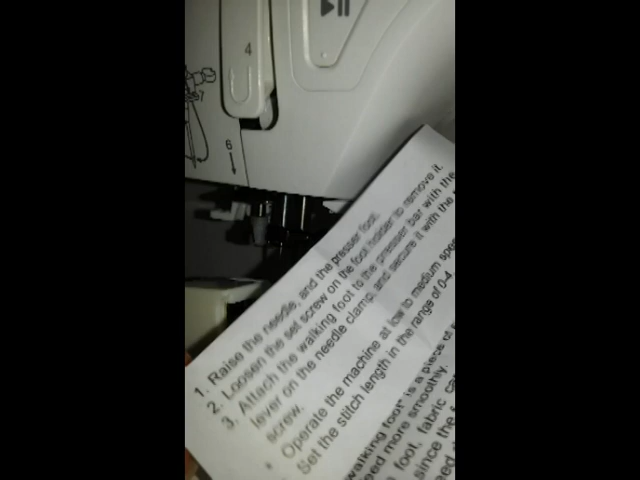 4
7
6
1. Raise the needle, and the presser foot.
2. Loosen the set screw on the foot holder to remove it.
3. Attach the walking foot to the presser bar with the
lever on the needle clamp, and secure it with the
screw.
• Operate the machine at low to medium
Set the stitch length in the range of 0-4.
walking foot" is a piece of
more smoothly.
foot, fabric
since the